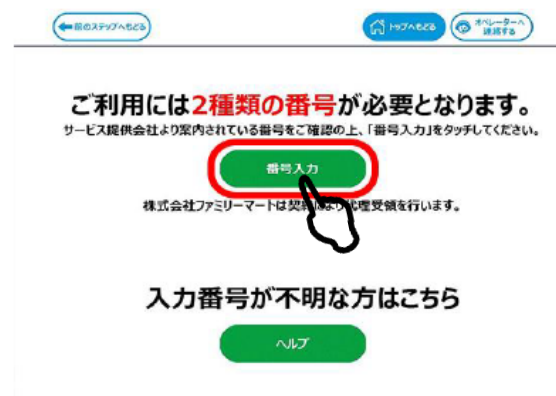 前のステップへもどる
トップへもどる
オペレーターへ
連絡する
ご利用には2種類の番号が必要となります。
サービス提供会社より案内されている番号をご確認の上、「番号入力」をタッチしてください。
番号入力
株式会社ファミリーマートは契約により代理受領を行います。
入力番号が不明な方はこちら
ヘルプ